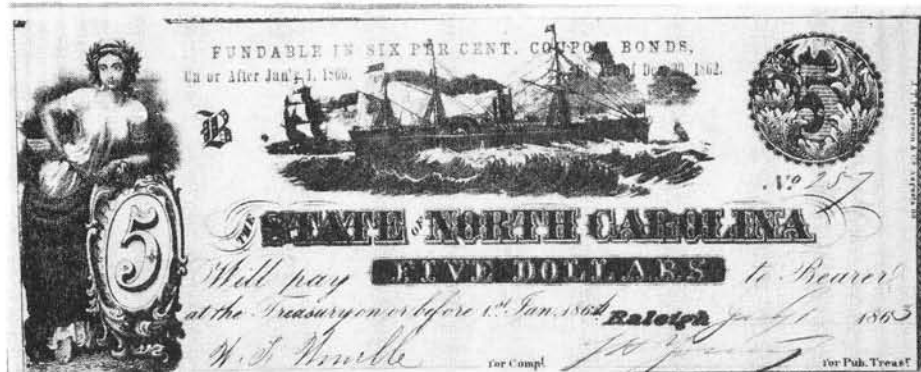 FUNDABLE IN SIX PER CENT. COUPON BONDS,
On or After Jan'y. 1, 1866. Act of Dec. 20, 1862.
B
5
No 257
5
THE STATE OF NORTH CAROLINA
Will pay FIVE DOLLARS to Bearer
at the Treasury on or before 1st Jan. 186 Raleigh 1863
W. for Compt. for Pub. Treasr.